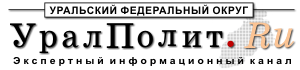 УРАЛЬСКИЙ ФЕДЕРАЛЬНЫЙ ОКРУГ
УралПолит.Ru
Экспертный информационный канал